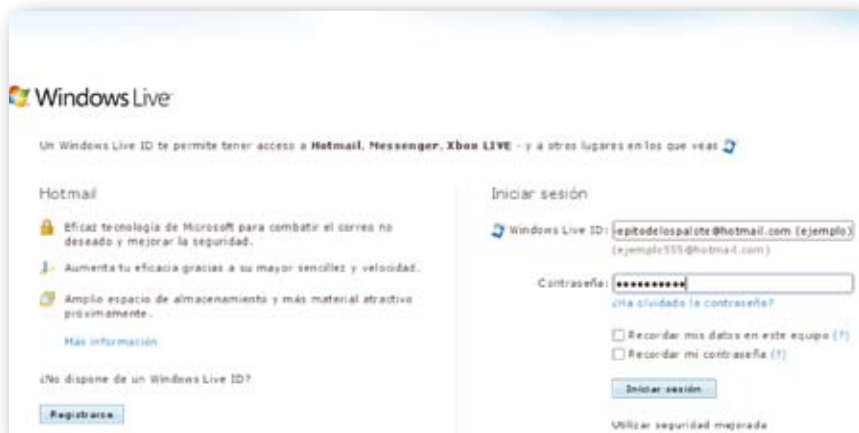 Windows Live
Un Windows Live ID te permite tener acceso a Hotmail, Messenger, Xbox LIVE - y a otros lugares en los que veas
Hotmail
Eficaz tecnología de Microsoft para combatir el correo no
deseado y mejorar la seguridad.
Aumenta tu eficacia gracias a su mayor sencillez y velocidad.
Amplio espacio de almacenamiento y más material atractivo
próximamente.
Más información
¿No dispone de un Windows Live ID?
Registrarse
Iniciar sesión
Windows Live ID: epitodelospalote@hotmail.com (ejemplo)
(ejemplo555@hotmail.com)
Contraseña: ••••••••••
¿Ha olvidado la contraseña?
Recordar mis datos en este equipo (?)
Recordar mi contraseña (?)
Iniciar sesión
Utilizar seguridad mejorada